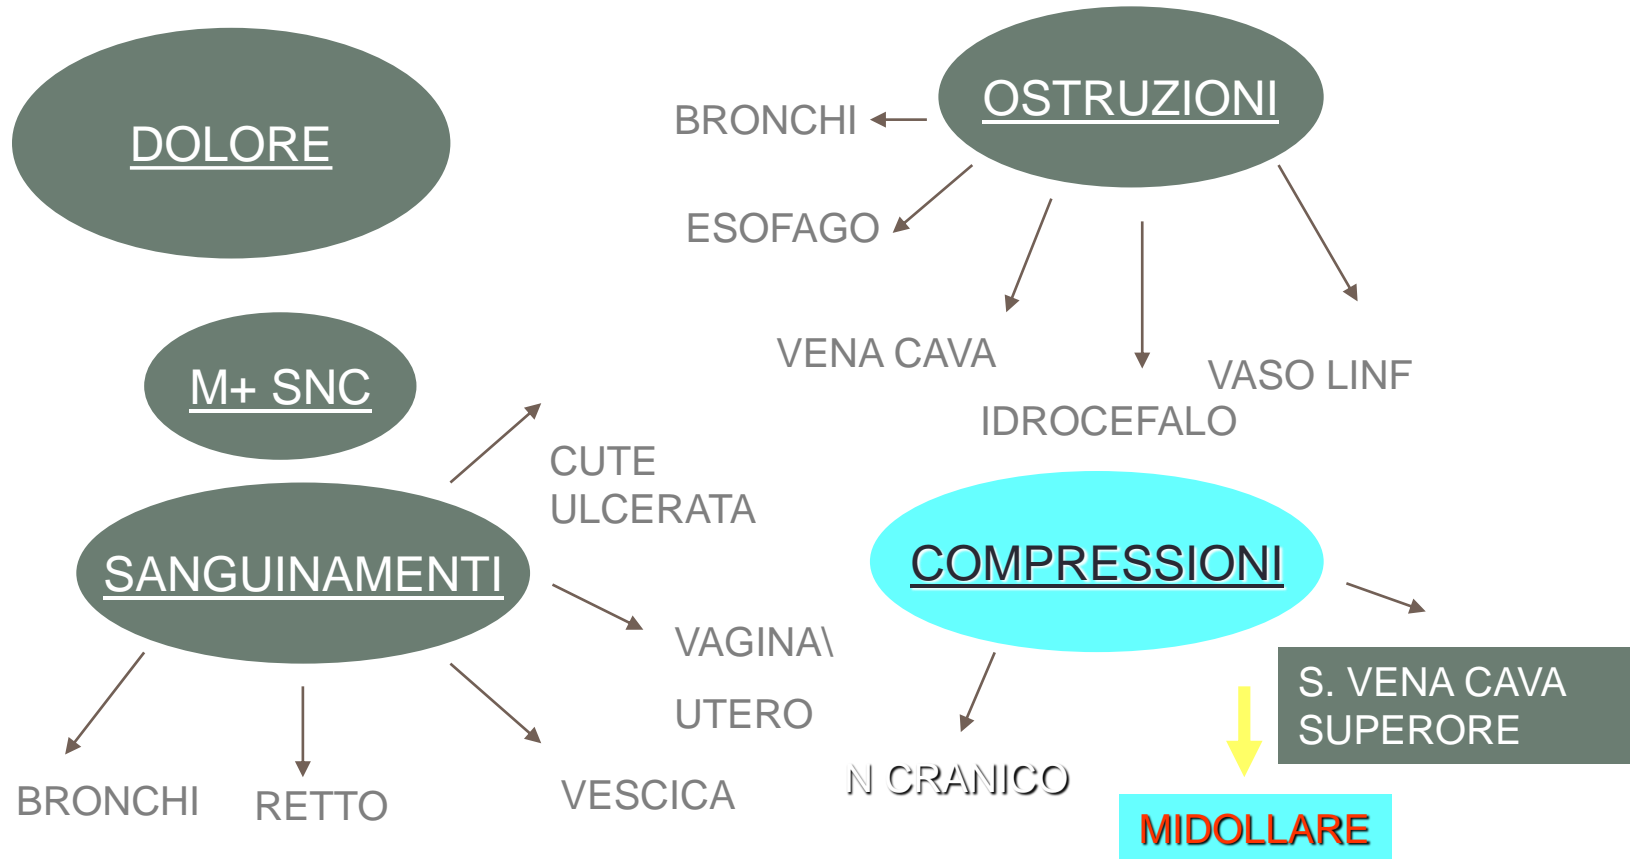 DOLORE
M+ SNC
SANGUINAMENTI
CUTE
ULCERATA
VAGINA\
UTERO
VESCICA
RETTO
BRONCHI
OSTRUZIONI
BRONCHI
ESOFAGO
VENA CAVA
IDROCEFALO
VASO LINF
COMPRESSIONI
N CRANICO
MIDOLLARE
S. VENA CAVA
SUPERORE